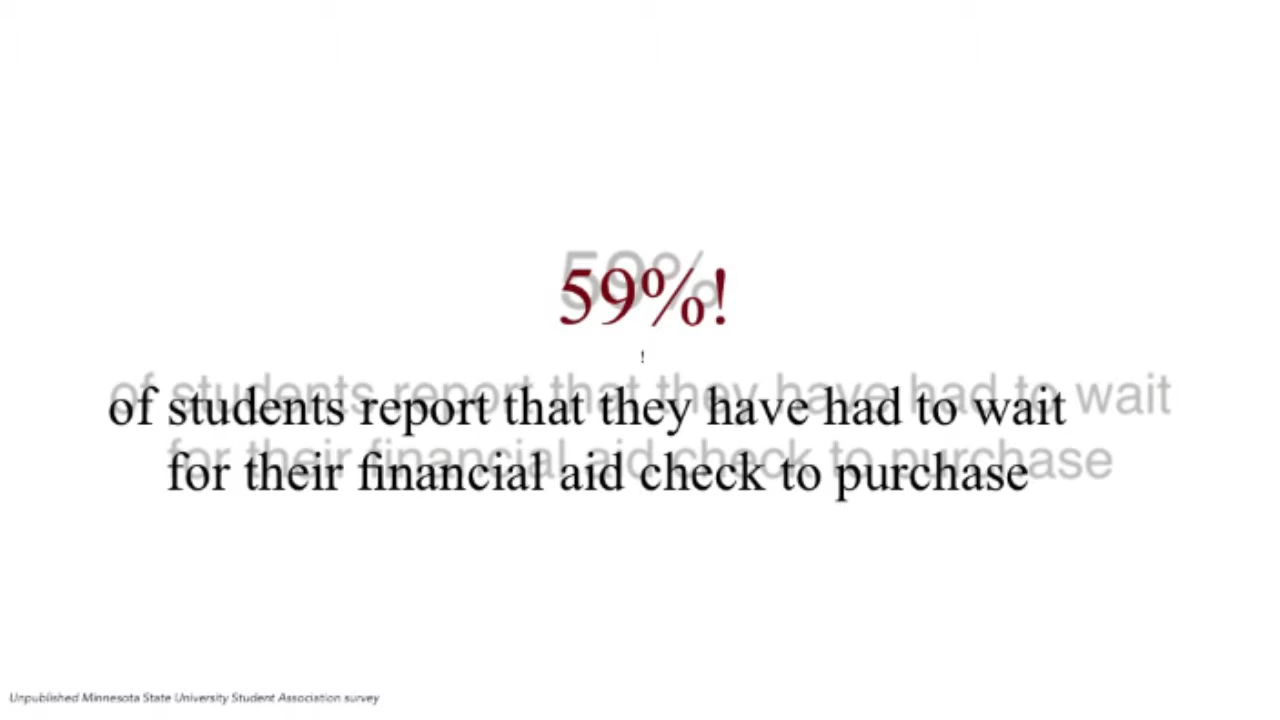 59%!
!
of students report that they have had to wait
for their financial aid check to purchase
Unpublished Minnesota State University Student Association survey